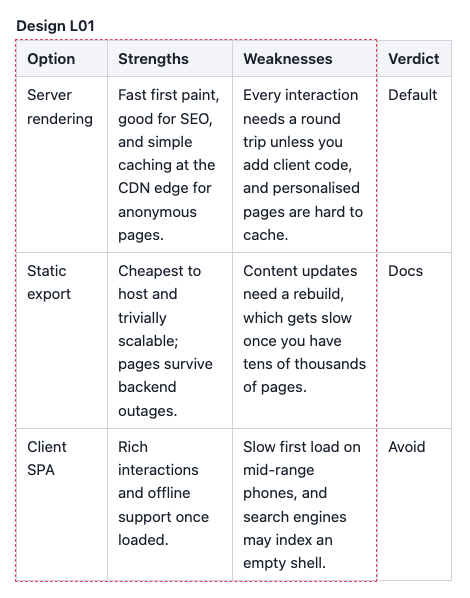 Design L01
Option Strengths Weaknesses Verdict
Server
rendering
Fast first paint,
good for SEO,
and simple
caching at the
CDN edge for
anonymous
pages.
Every interaction
needs a round
trip unless you
add client code,
and personalised
pages are hard to
cache.
Default
Static
export
Cheapest to
host and
trivially
scalable;
pages survive
backend
outages.
Content updates
need a rebuild,
which gets slow
once you have
tens of thousands
of pages.
Docs
Client
SPA
Rich
interactions
and offline
support once
loaded.
Slow first load on
mid-range
phones, and
search engines
may index an
empty shell.
Avoid